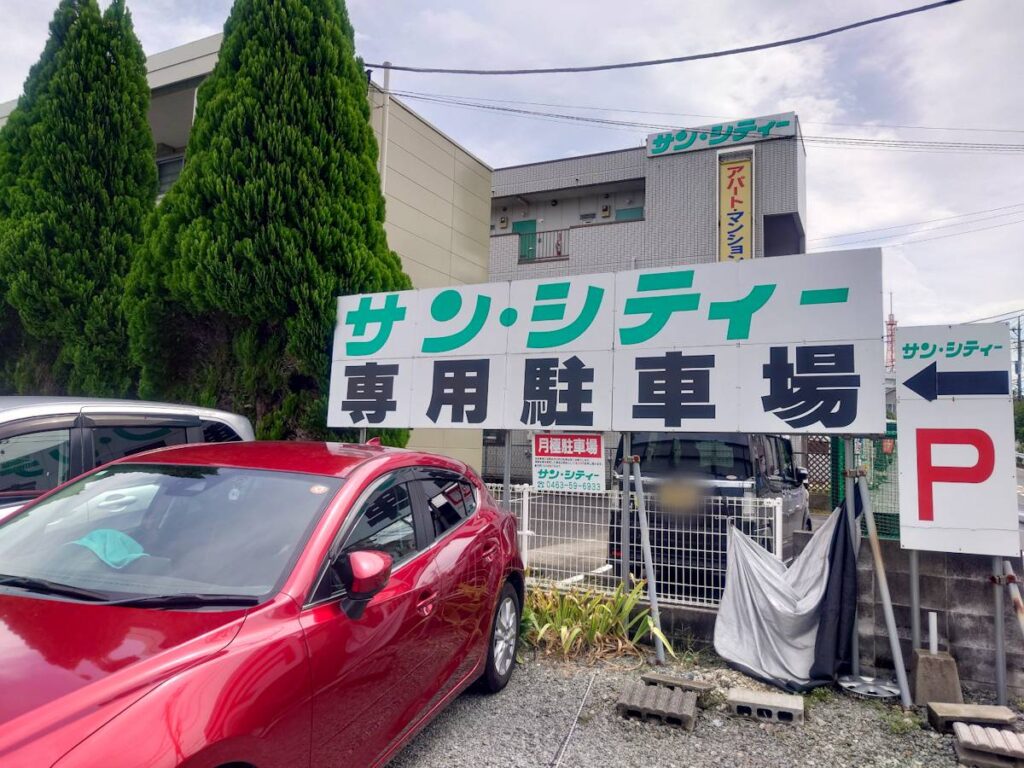 サン・シティー
アパート・マンション
サン・シティー
専用駐車場
サン・シティー
P
月極駐車場
サン・シティー
☎0463-59-6933